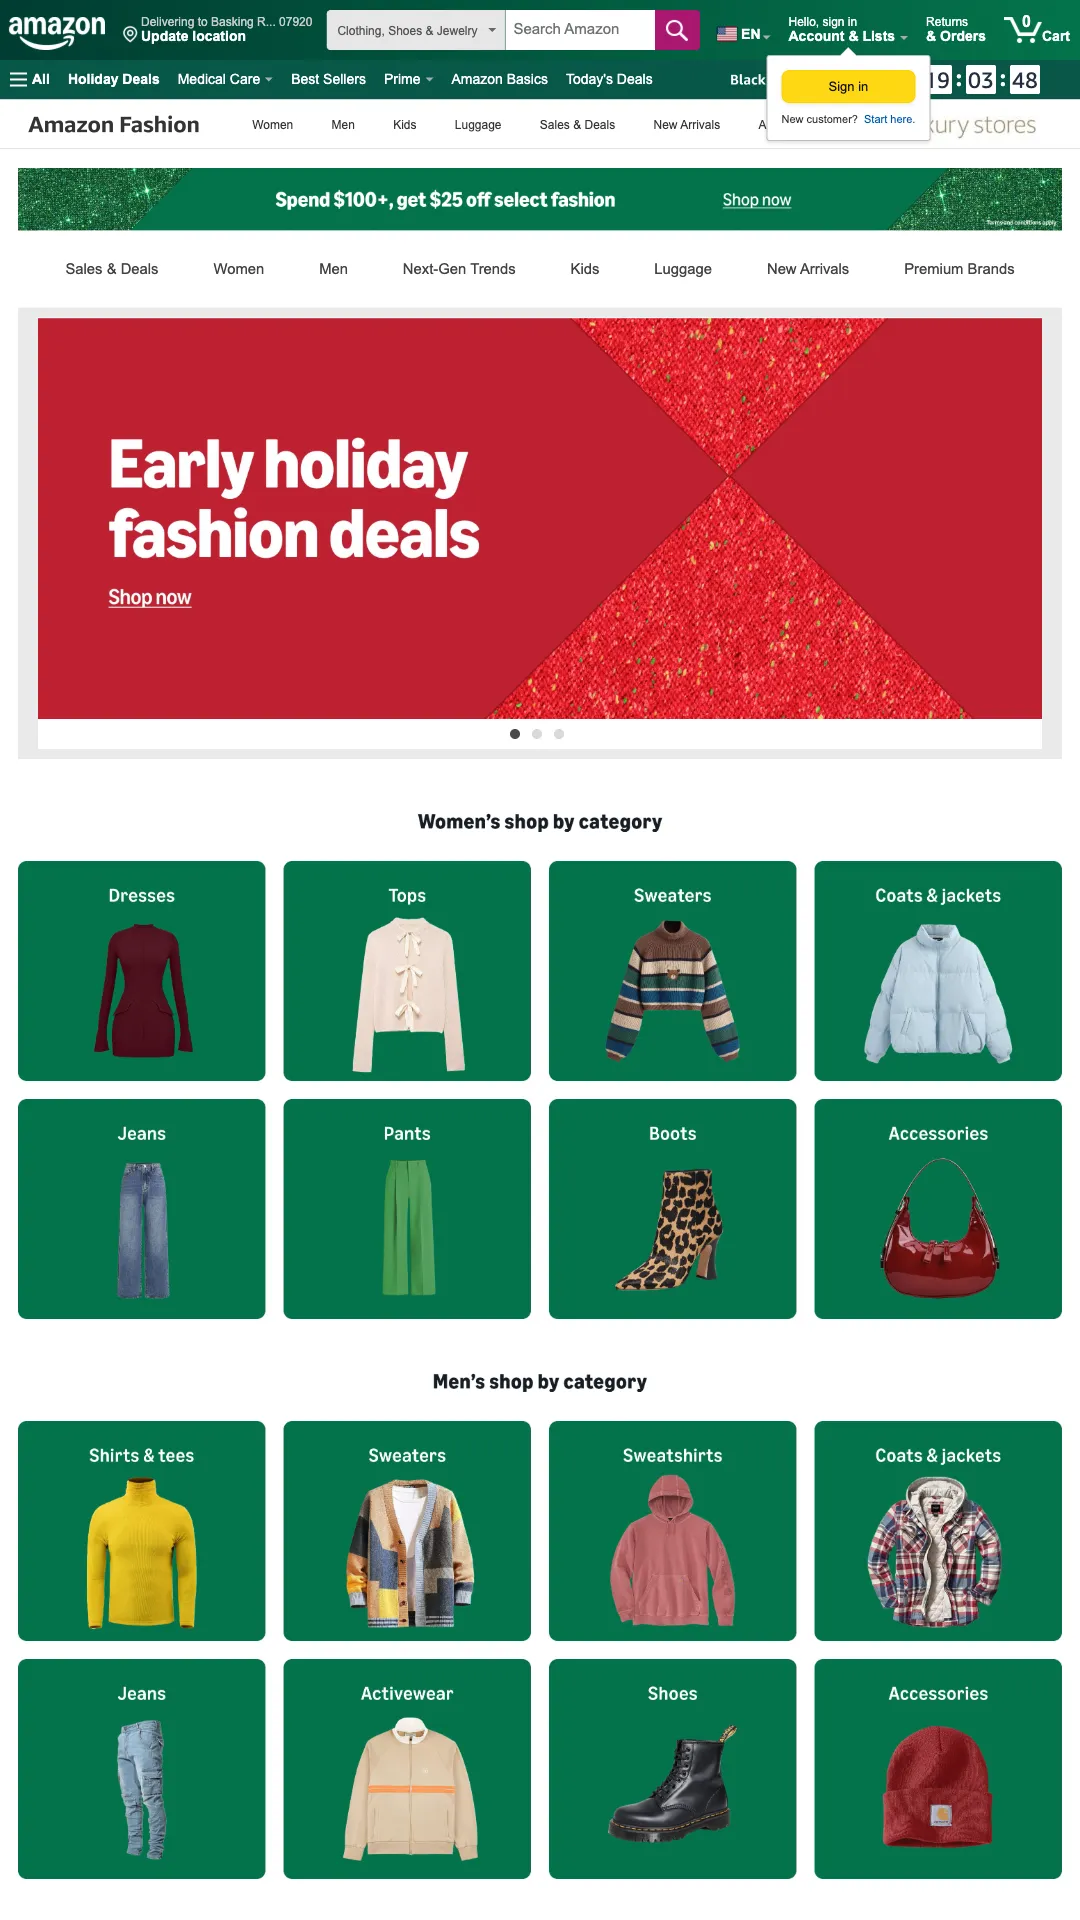 amazon
Delivering to Basking R... 07920
Update location
Clothing, Shoes & Jewelry
Search Amazon
EN
Hello, sign in
Account & Lists
Returns
& Orders
0
Cart
All
Holiday Deals
Medical Care
Best Sellers
Prime
Amazon Basics
Today's Deals
Black
19 : 03 : 48
Sign in
New customer? Start here.
Amazon Fashion
Women
Men
Kids
Luggage
Sales & Deals
New Arrivals
A
xury stores
Spend $100+, get $25 off select fashion
Shop now
Terms and conditions apply
Sales & Deals
Women
Men
Next-Gen Trends
Kids
Luggage
New Arrivals
Premium Brands
Early holiday
fashion deals
Shop now
Women's shop by category
Dresses
Tops
Sweaters
Coats & jackets
Jeans
Pants
Boots
Accessories
Men's shop by category
Shirts & tees
Sweaters
Sweatshirts
Coats & jackets
Jeans
Activewear
Shoes
Accessories